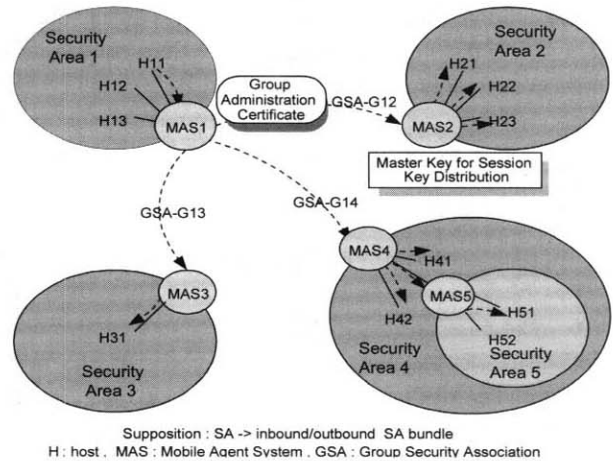 Security
Area 1
H11
H12
H13
MAS1
Group
Administration
Certificate
GSA-G12
Security
Area 2
H21
H22
H23
MAS2
Master Key for Session
Key Distribution
GSA-G13
GSA-G14
MAS3
H31
Security
Area 3
MAS4
H41
MAS5
H42
H51
H52
Security
Area 4
Security
Area 5
Supposition : SA -> inbound/outbound SA bundle
H : host , MAS : Mobile Agent System , GSA : Group Security Association